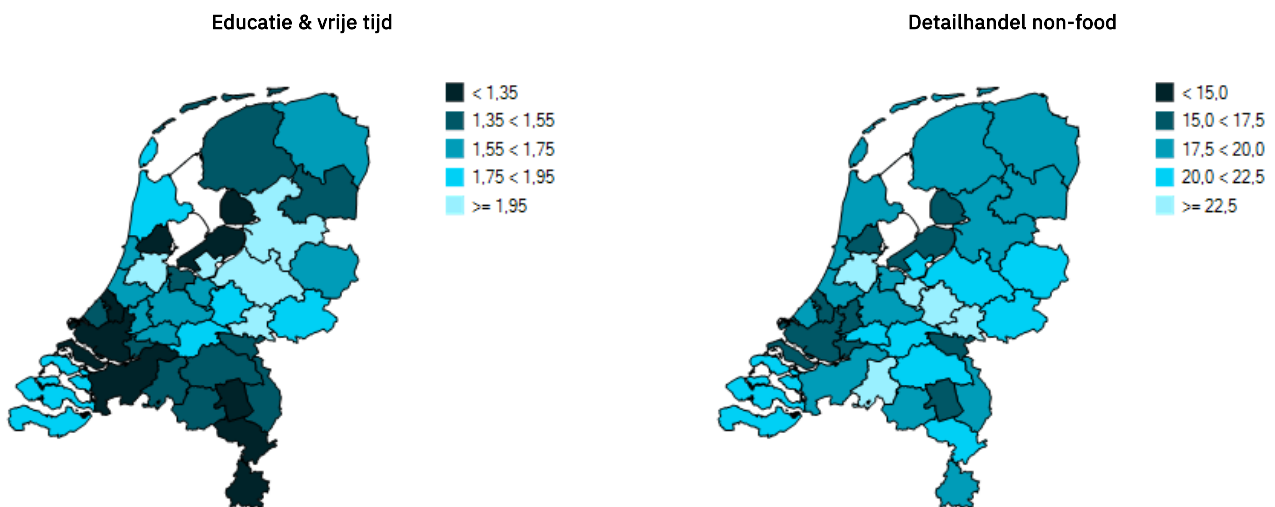 Educatie & vrije tijd
< 1,35
1,35 < 1,55
1,55 < 1,75
1,75 < 1,95
>= 1,95
Detailhandel non-food
< 15,0
15,0 < 17,5
17,5 < 20,0
20,0 < 22,5
>= 22,5